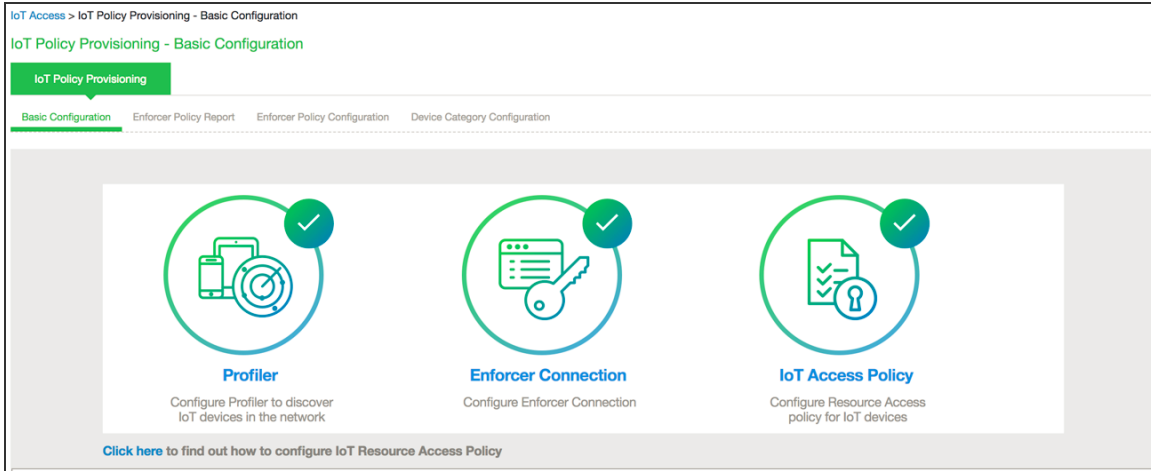 IoT Access > IoT Policy Provisioning - Basic Configuration
IoT Policy Provisioning - Basic Configuration
IoT Policy Provisioning
Basic Configuration Enforcer Policy Report Enforcer Policy Configuration Device Category Configuration
Profiler Enforcer Connection IoT Access Policy
Configure Profiler to discover Configure Enforcer Connection Configure Resource Access
IoT devices in the network policy for IoT devices
Click here to find out how to configure IoT Resource Access Policy